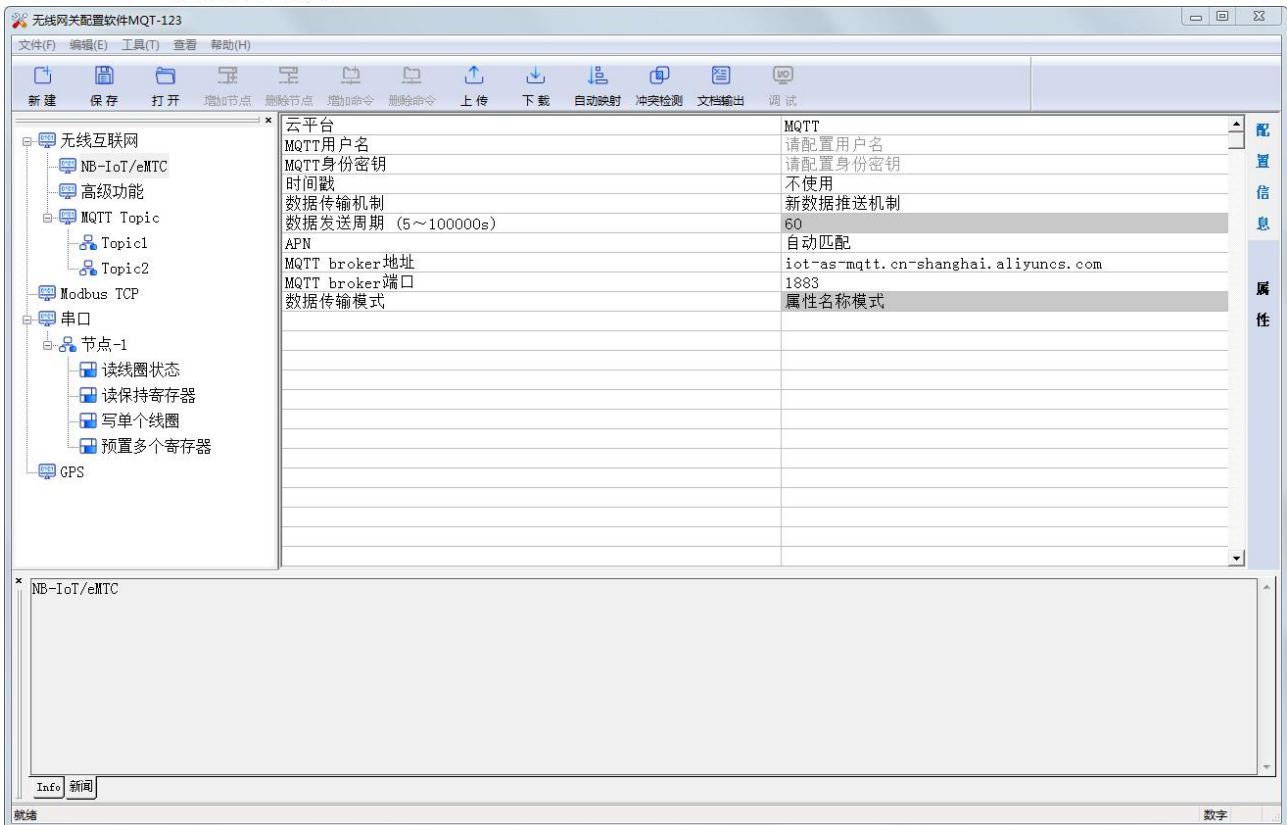 无线网关配置软件MQT-123
文件(F) 编辑(E) 工具(T) 查看 帮助(H)
新建 保存 打开 增加节点 删除节点 增加命令 删除命令 上传 下载 自动映射 冲突检测 文档输出 调试
无线互联网
NB-IoT/eMTC
高级功能
MQTT Topic
Topic1
Topic2
Modbus TCP
串口
节点-1
读线圈状态
读保持寄存器
写单个线圈
预置多个寄存器
GPS
云平台 MQTT
MQTT用户名 请配置用户名
MQTT身份密钥 请配置身份密钥
时间戳 不使用
数据传输机制 新数据推送机制
数据发送周期 (5～100000s) 60
APN 自动匹配
MQTT broker地址 iot-as-mqtt.cn-shanghai.aliyuncs.com
MQTT broker端口 1883
数据传输模式 属性名称模式
配置信息
属性
NB-IoT/eMTC
Info 新闻
就绪 数字